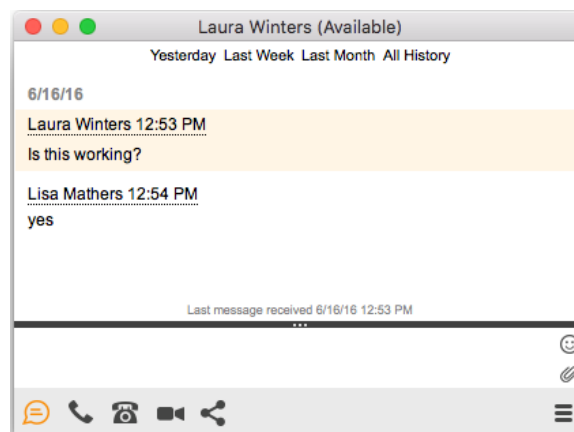 Laura Winters (Available)
Yesterday Last Week Last Month All History
6/16/16
Laura Winters 12:53 PM
Is this working?
Lisa Mathers 12:54 PM
yes
Last message received 6/16/16 12:53 PM